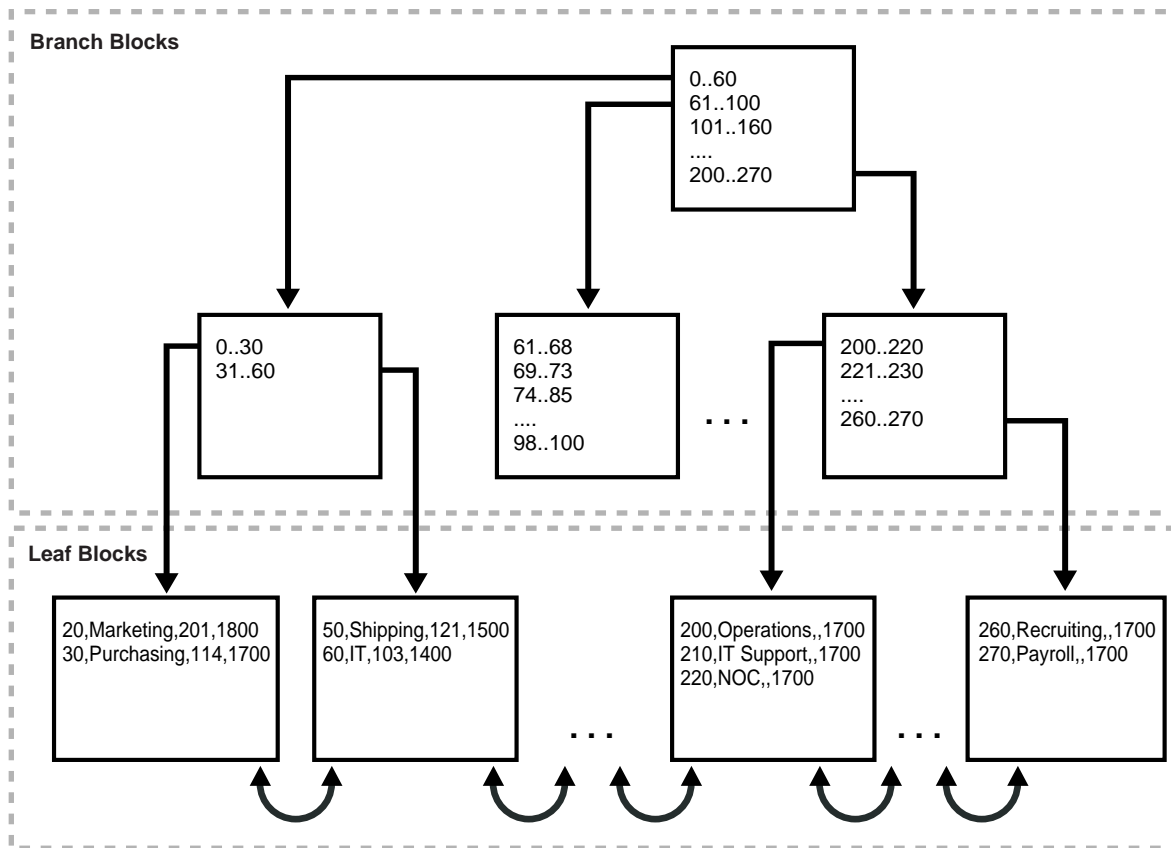 Branch Blocks
0..60
61..100
101..160
....
200..270
0..30
31..60
61..68
69..73
74..85
....
98..100
. . .
200..220
221..230
....
260..270
Leaf Blocks
20,Marketing,201,1800
30,Purchasing,114,1700
50,Shipping,121,1500
60,IT,103,1400
. . .
200,Operations,,1700
210,IT Support,,1700
220,NOC,,1700
. . .
260,Recruiting,,1700
270,Payroll,,1700